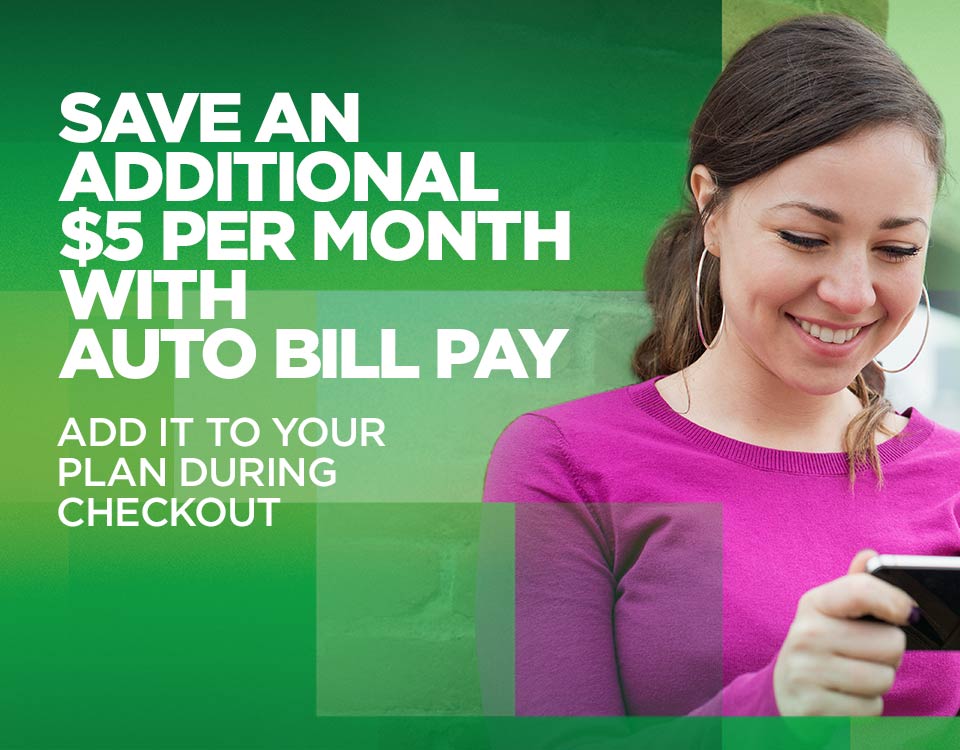 SAVE AN
ADDITIONAL
$5 PER MONTH
WITH
AUTO BILL PAY
ADD IT TO YOUR
PLAN DURING
CHECKOUT